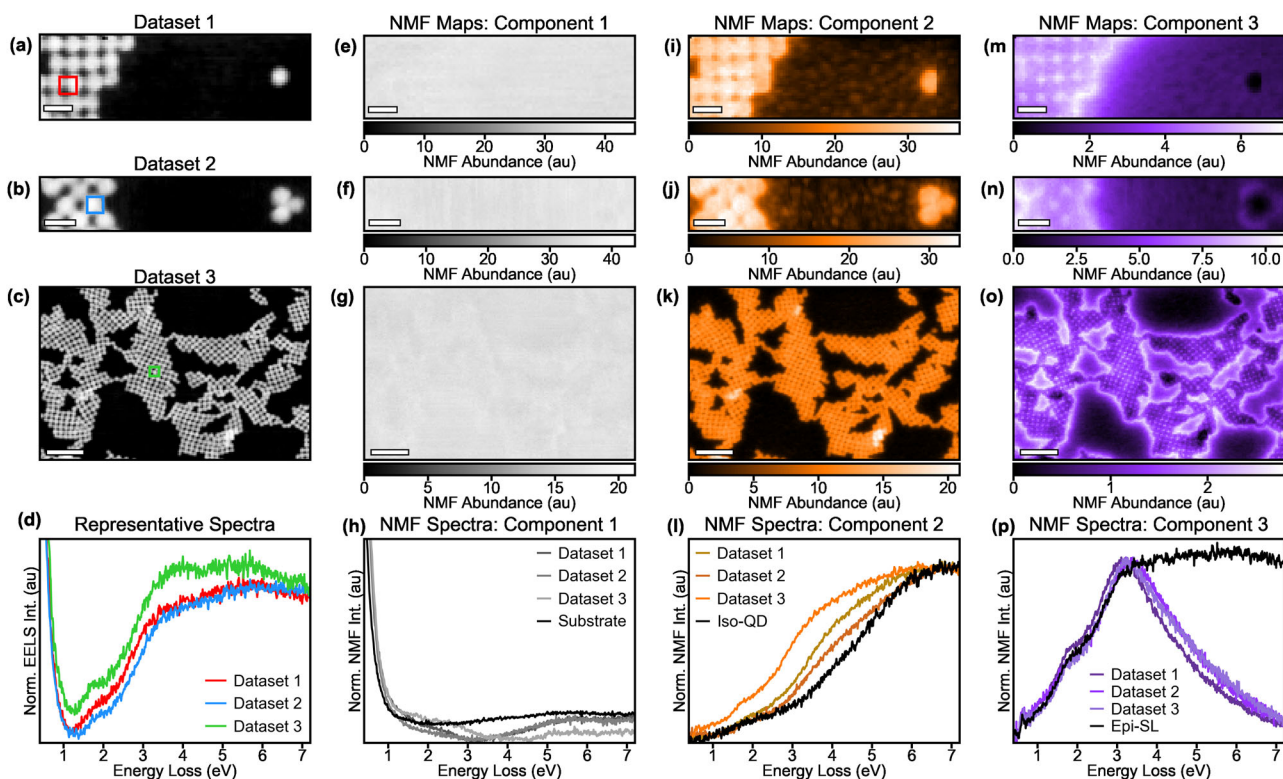 Dataset 1
NMF Maps: Component 1
NMF Maps: Component 2
NMF Maps: Component 3
(a)
(e)
(i)
(m)
0 10 20 30 40
NMF Abundance (au)
0 10 20 30
NMF Abundance (au)
0 2 4 6
NMF Abundance (au)
Dataset 2
(b)
(f)
(j)
(n)
0 10 20 30 40
NMF Abundance (au)
0 10 20 30
NMF Abundance (au)
0.0 2.5 5.0 7.5 10.0
NMF Abundance (au)
Dataset 3
(c)
(g)
(k)
(o)
0 5 10 15 20
NMF Abundance (au)
0 5 10 15 20
NMF Abundance (au)
0 1 2
NMF Abundance (au)
(d)
Representative Spectra
Norm. EELS Int. (au)
Dataset 1
Dataset 2
Dataset 3
1 2 3 4 5 6 7
Energy Loss (eV)
(h)
NMF Spectra: Component 1
Norm. NMF Int. (au)
Dataset 1
Dataset 2
Dataset 3
Substrate
1 2 3 4 5 6 7
Energy Loss (eV)
(l)
NMF Spectra: Component 2
Norm. NMF Int. (au)
Dataset 1
Dataset 2
Dataset 3
Iso-QD
1 2 3 4 5 6 7
Energy Loss (eV)
(p)
NMF Spectra: Component 3
Norm. NMF Int. (au)
Dataset 1
Dataset 2
Dataset 3
Epi-SL
1 2 3 4 5 6 7
Energy Loss (eV)